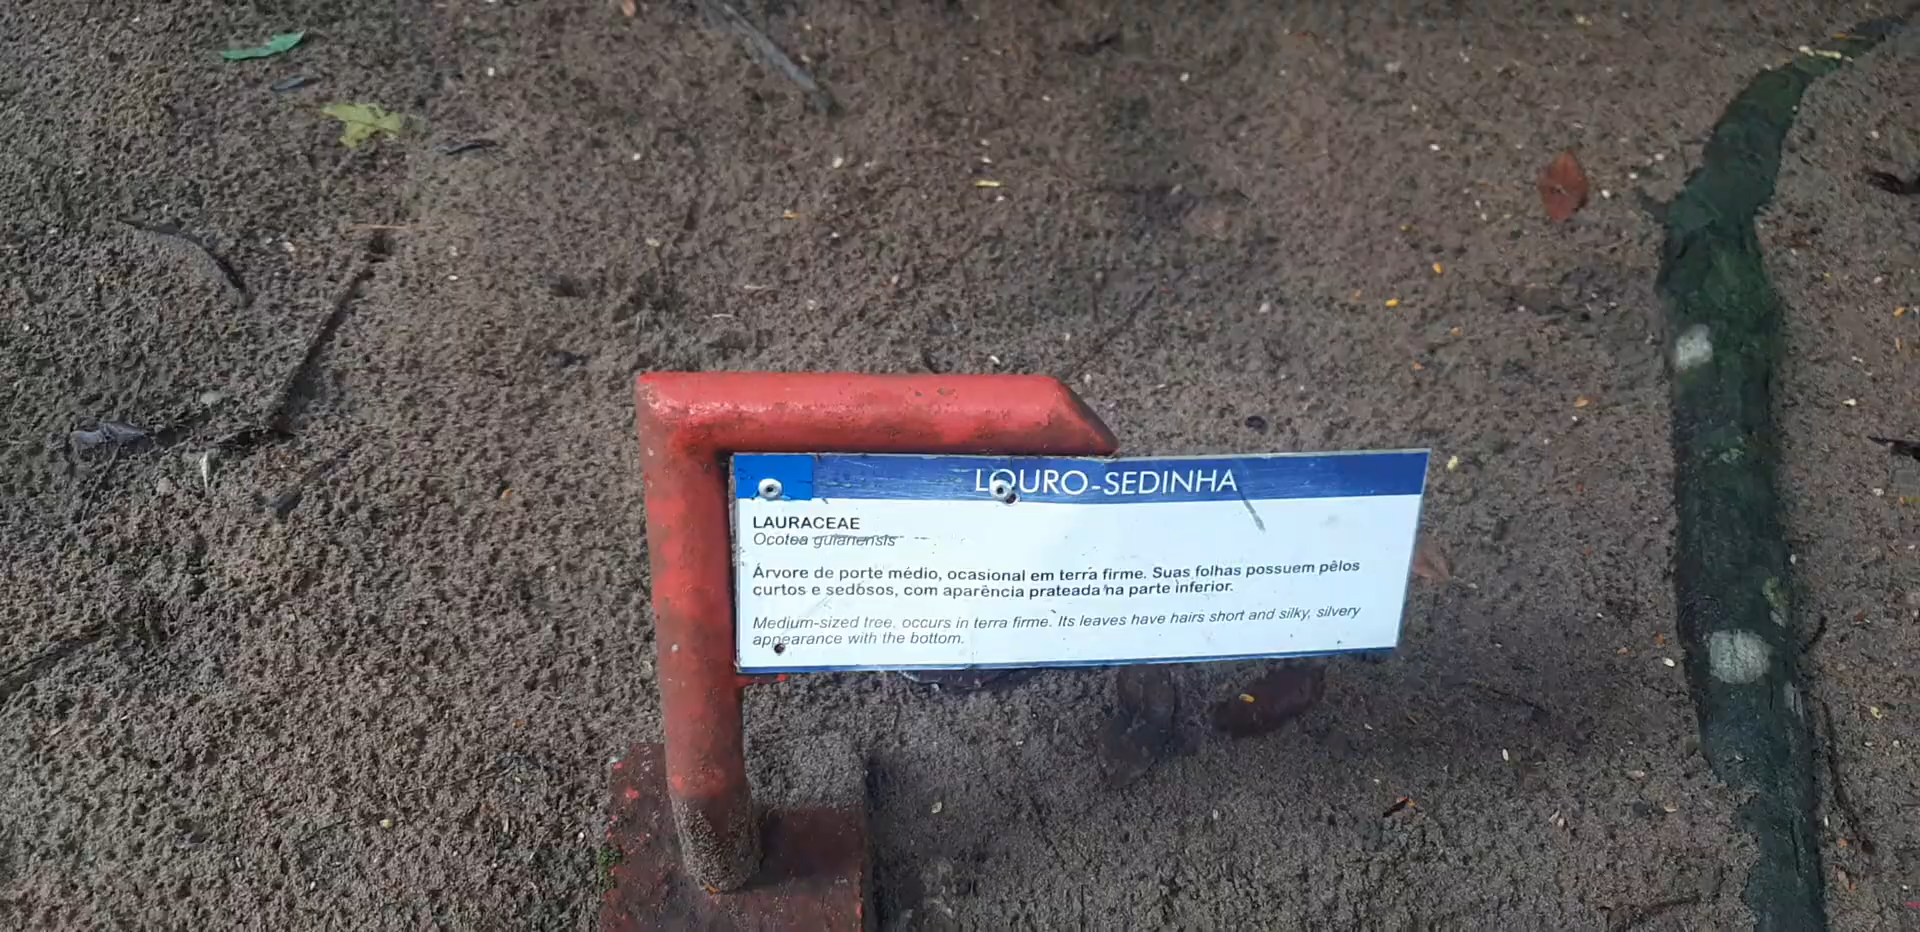 LOURO-SEDINHA
LAURACEAE
Ocotea guianensis
Árvore de porte médio, ocasional em terra firme. Suas folhas possuem pêlos
curtos e sedosos, com aparência prateada na parte inferior.
Medium-sized tree, occurs in terra firme. Its leaves have hairs short and silky, silvery
appearance with the bottom.